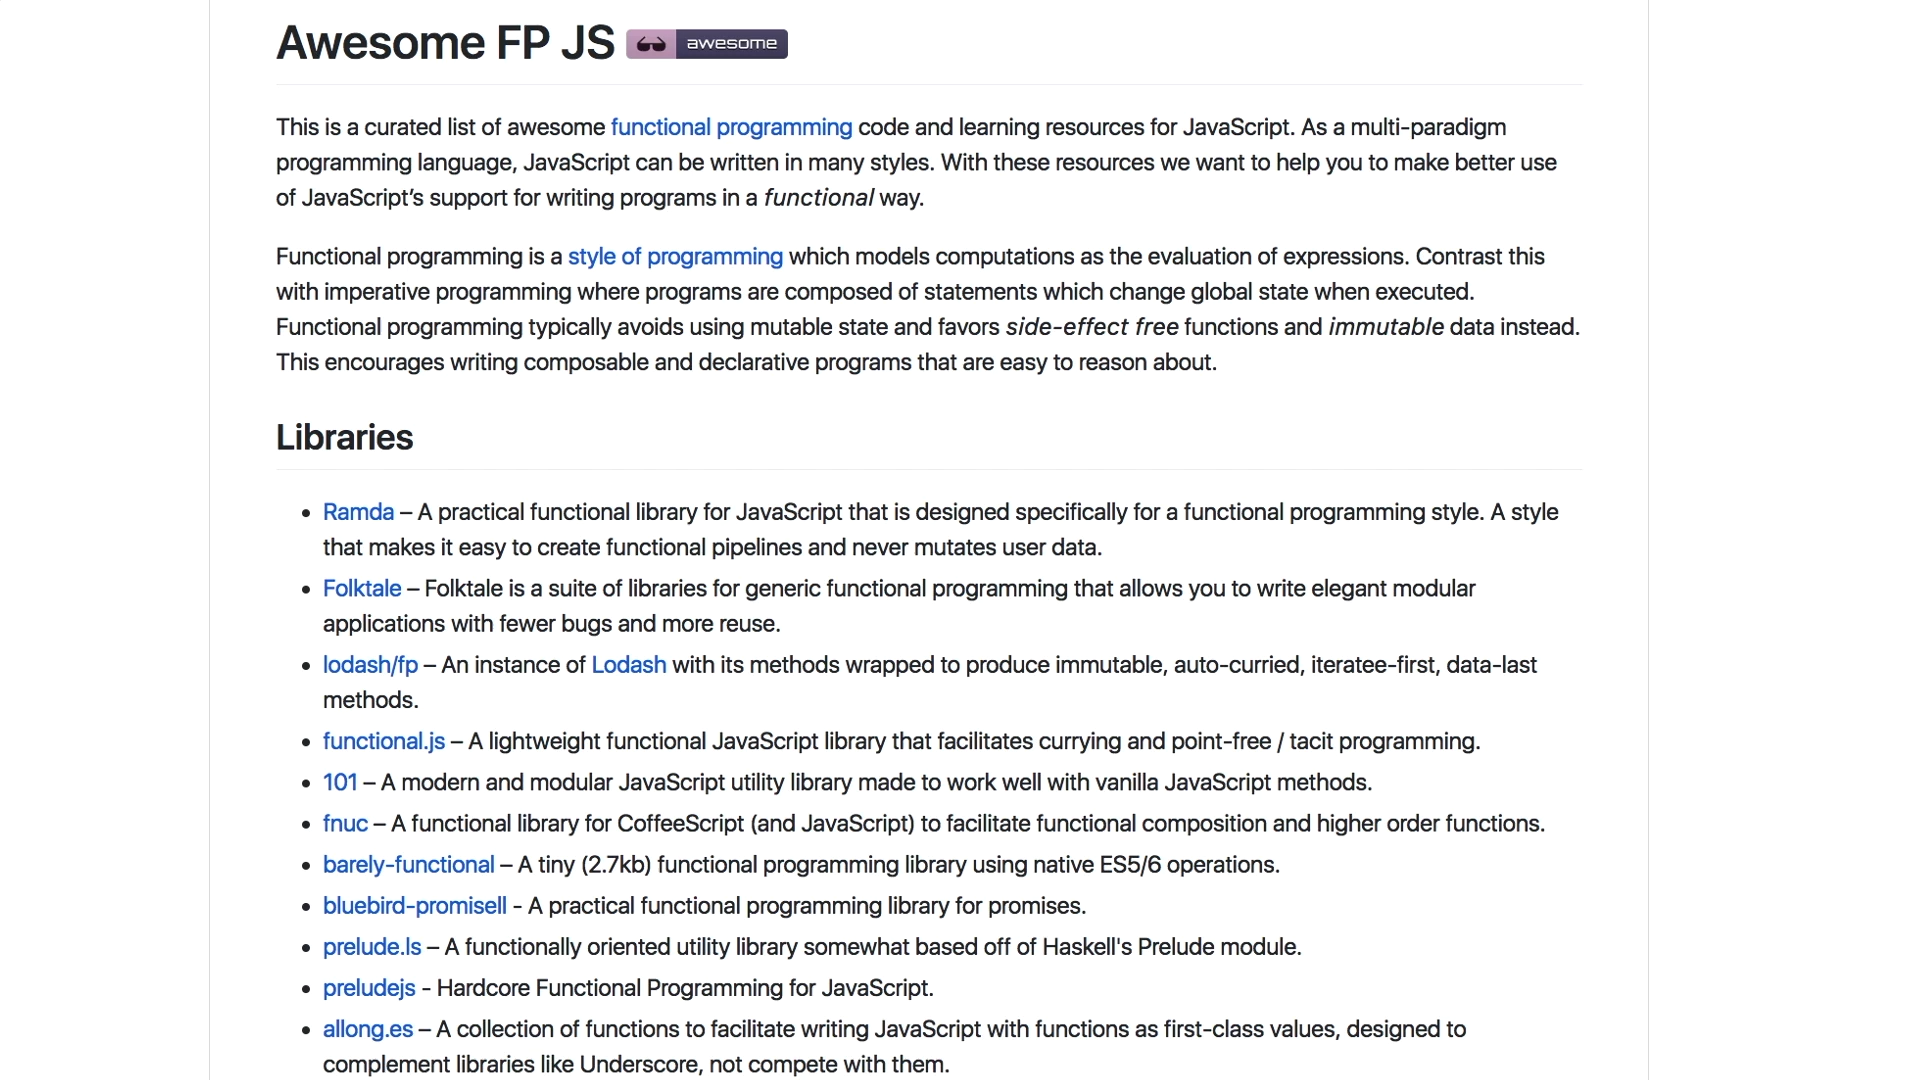 Awesome FP JS awesome
This is a curated list of awesome functional programming code and learning resources for JavaScript. As a multi-paradigm
programming language, JavaScript can be written in many styles. With these resources we want to help you to make better use
of JavaScript’s support for writing programs in a functional way.
Functional programming is a style of programming which models computations as the evaluation of expressions. Contrast this
with imperative programming where programs are composed of statements which change global state when executed.
Functional programming typically avoids using mutable state and favors side-effect free functions and immutable data instead.
This encourages writing composable and declarative programs that are easy to reason about.
Libraries
• Ramda – A practical functional library for JavaScript that is designed specifically for a functional programming style. A style
that makes it easy to create functional pipelines and never mutates user data.
• Folktale – Folktale is a suite of libraries for generic functional programming that allows you to write elegant modular
applications with fewer bugs and more reuse.
• lodash/fp – An instance of Lodash with its methods wrapped to produce immutable, auto-curried, iteratee-first, data-last
methods.
• functional.js – A lightweight functional JavaScript library that facilitates currying and point-free / tacit programming.
• 101 – A modern and modular JavaScript utility library made to work well with vanilla JavaScript methods.
• fnuc – A functional library for CoffeeScript (and JavaScript) to facilitate functional composition and higher order functions.
• barely-functional – A tiny (2.7kb) functional programming library using native ES5/6 operations.
• bluebird-promisell - A practical functional programming library for promises.
• prelude.ls – A functionally oriented utility library somewhat based off of Haskell's Prelude module.
• preludejs - Hardcore Functional Programming for JavaScript.
• allong.es – A collection of functions to facilitate writing JavaScript with functions as first-class values, designed to
complement libraries like Underscore, not compete with them.